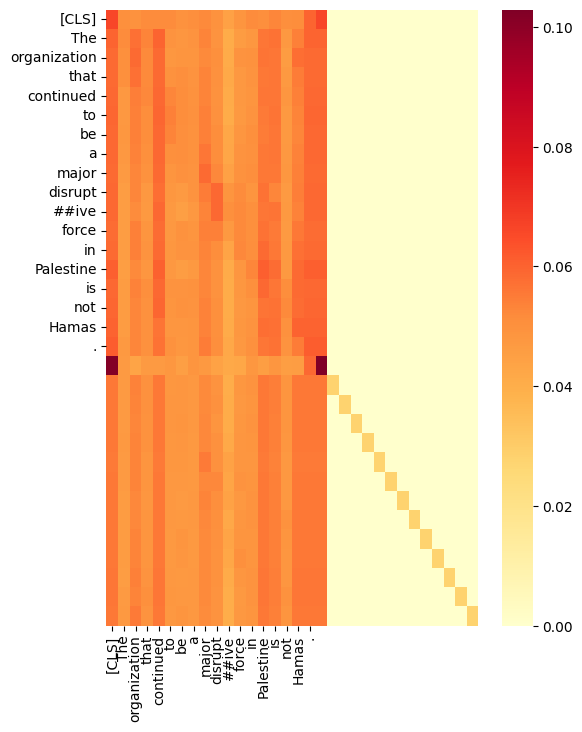 [CLS]
The
organization
that
continued
to
be
a
major
disrupt
##ive
force
in
Palestine
is
not
Hamas
.
0.10
0.08
0.06
0.04
0.02
0.00
[CLS]
The
organization
that
continued
to
be
a
major
disrupt
##ive
force
in
Palestine
is
not
Hamas
.